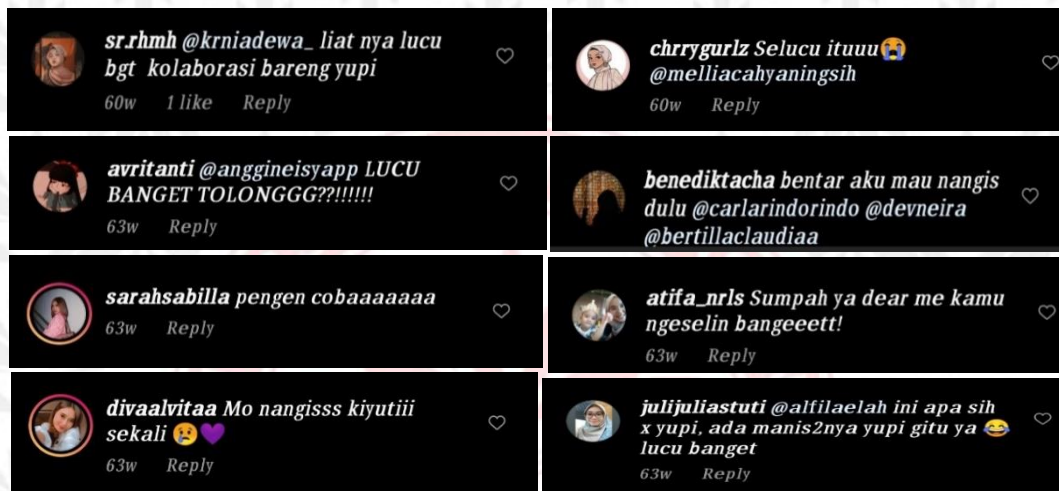 sr.rhmh @krniadewa_ liat nya lucu
bgt kolaborasi bareng yupi
60w 1 like Reply
chrrygurlz Selucu ituuu😭
@melliacahyaningsih
60w Reply
avritanti @anggineisyapp LUCU
BANGET TOLONGGG??!!!!!!
63w Reply
benediktacha bentar aku mau nangis
dulu @carlarindorindo @devneira
@bertillaclaudiaa
sarahsabilla pengen cobaaaaaaa
63w Reply
atifa_nrls Sumpah ya dear me kamu
ngeselin bangeeett!
63w Reply
divaalvitaa Mo nangisss kiyutiii
sekali 😢💜
63w Reply
julijuliastuti @alfilaelah ini apa sih
x yupi, ada manis2nya yupi gitu ya 😂
lucu banget
63w Reply